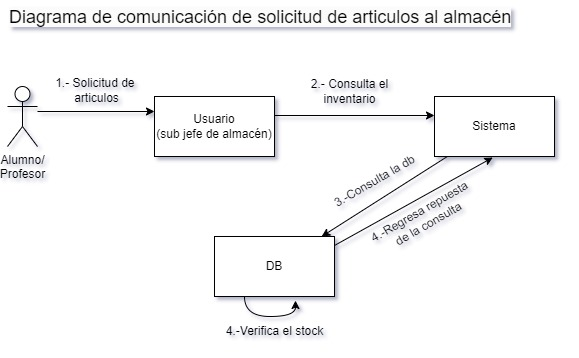 Diagrama de comunicación de solicitud de articulos al almacén
1.- Solicitud de
articulos
2.- Consulta el
inventario
Alumno/
Profesor
Usuario
(sub jefe de almacén)
Sistema
3.-Consulta la db
4.-Regresa repuesta
de la consulta
DB
4.-Verifica el stock